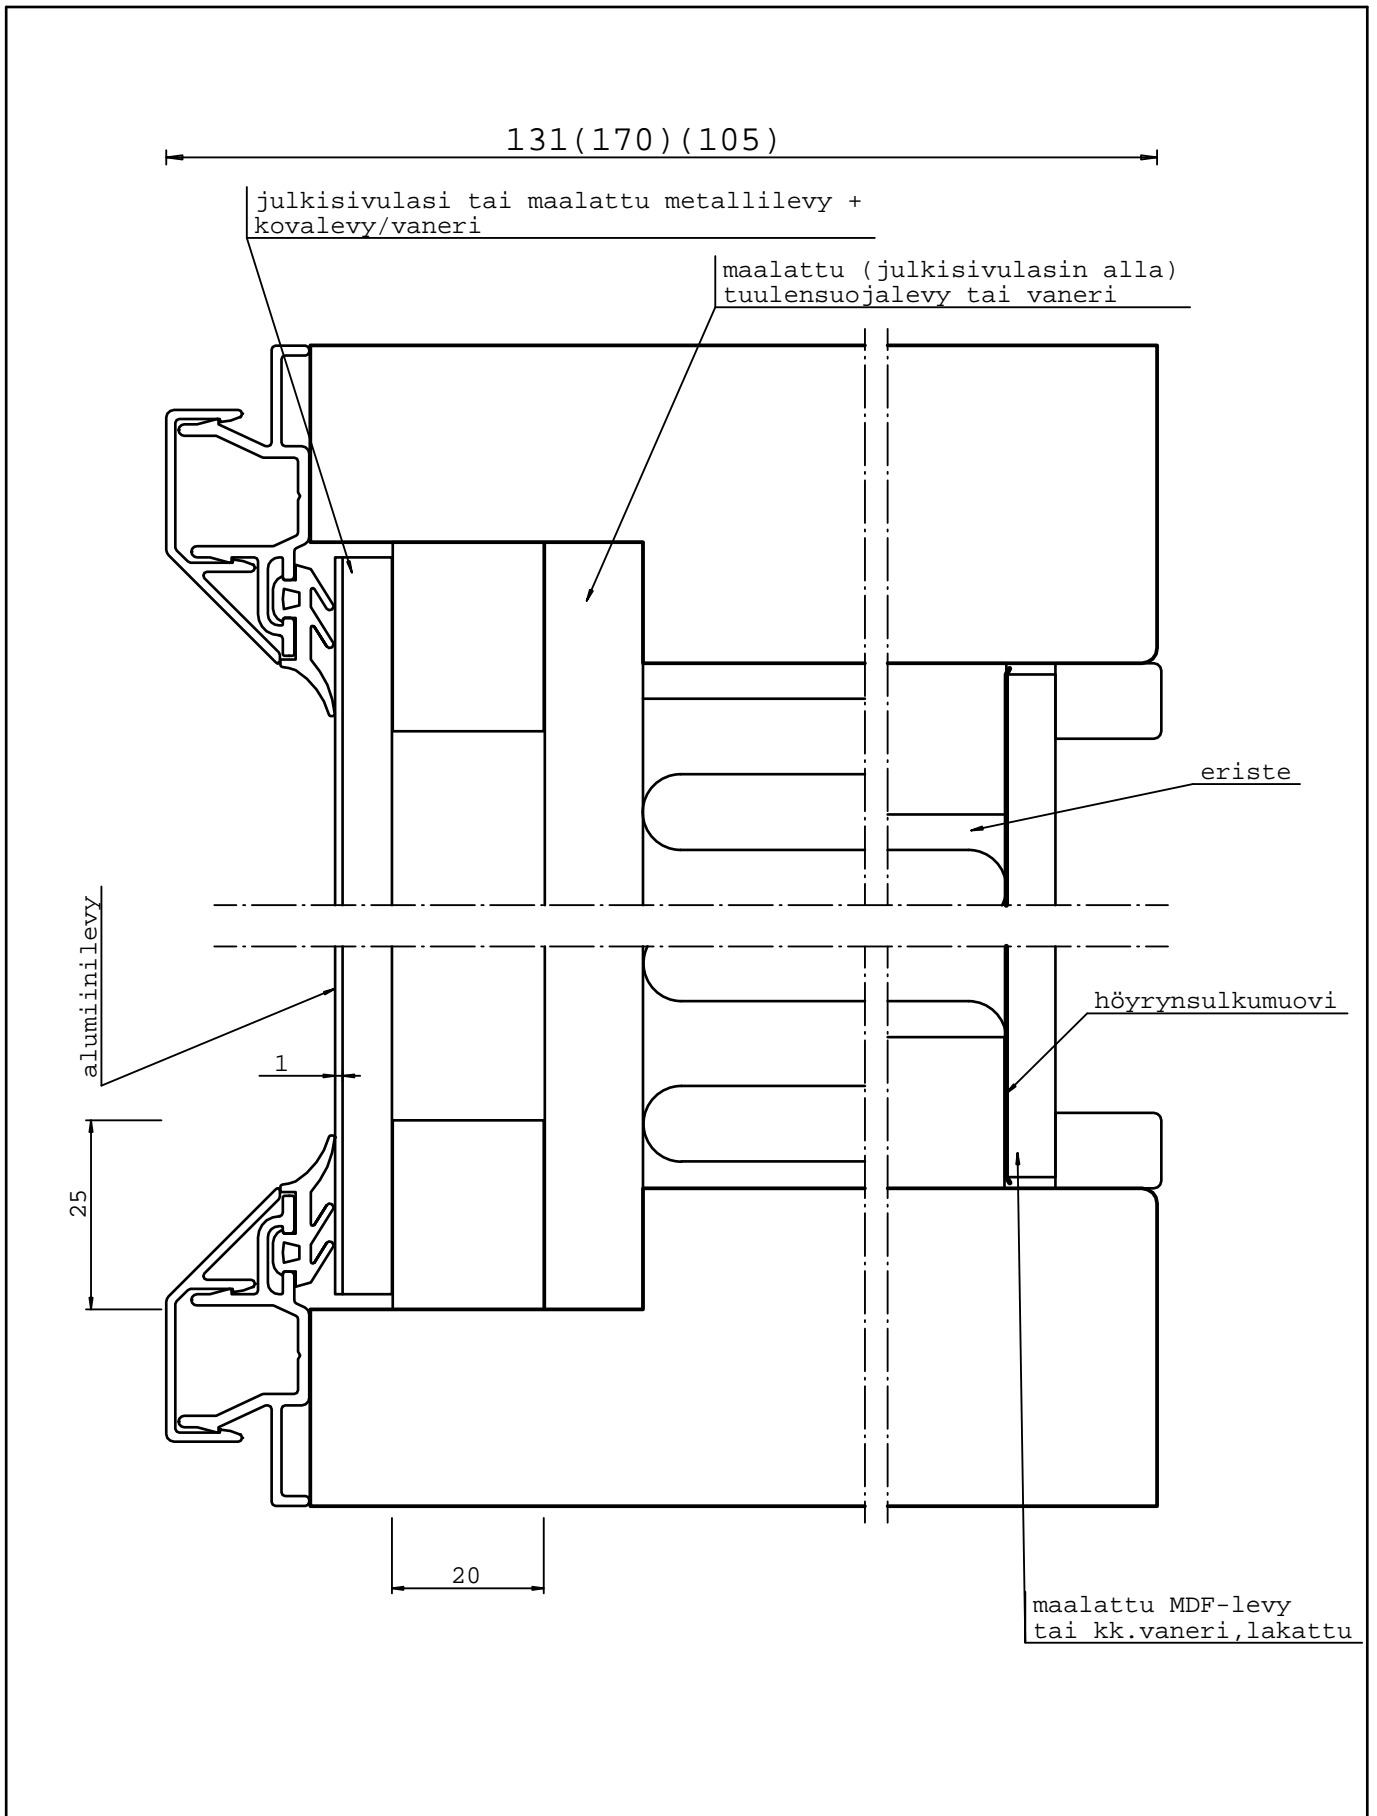 131(170)(105)
julkisivulasi tai maalattu metallilevy +
kovalevy/vaneri
maalattu (julkisivulasin alla)
tuulensuojalevy tai vaneri
eriste
alumiinilevy
höyrynsulkumuovi
1
25
20
maalattu MDF-levy
tai kk.vaneri,lakattu